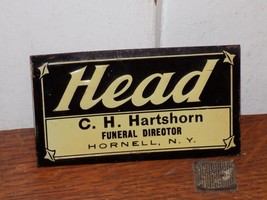 Head
C. H. Hartshorn
FUNERAL DIRECTOR
HORNELL, N. Y.